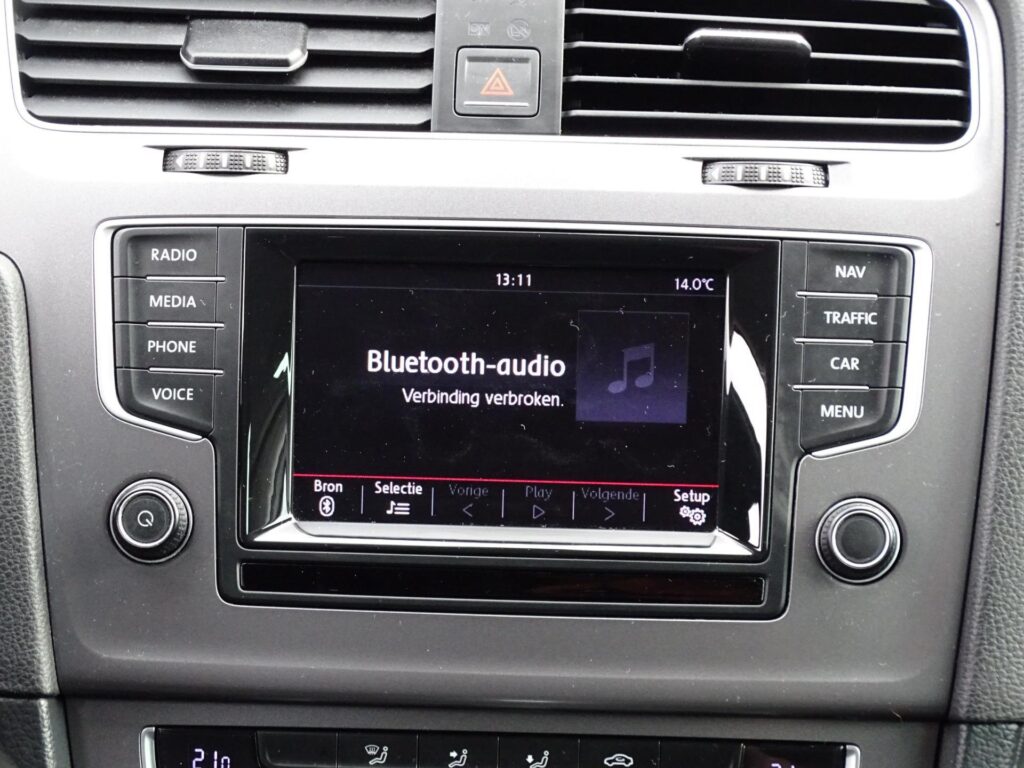 RADIO
MEDIA
PHONE
VOICE
13:11
14.0°C
Bluetooth-audio
Verbinding verbroken.
Bron
Selectie
Vorige
Play
Volgende
Setup
NAV
TRAFFIC
CAR
MENU
21.0